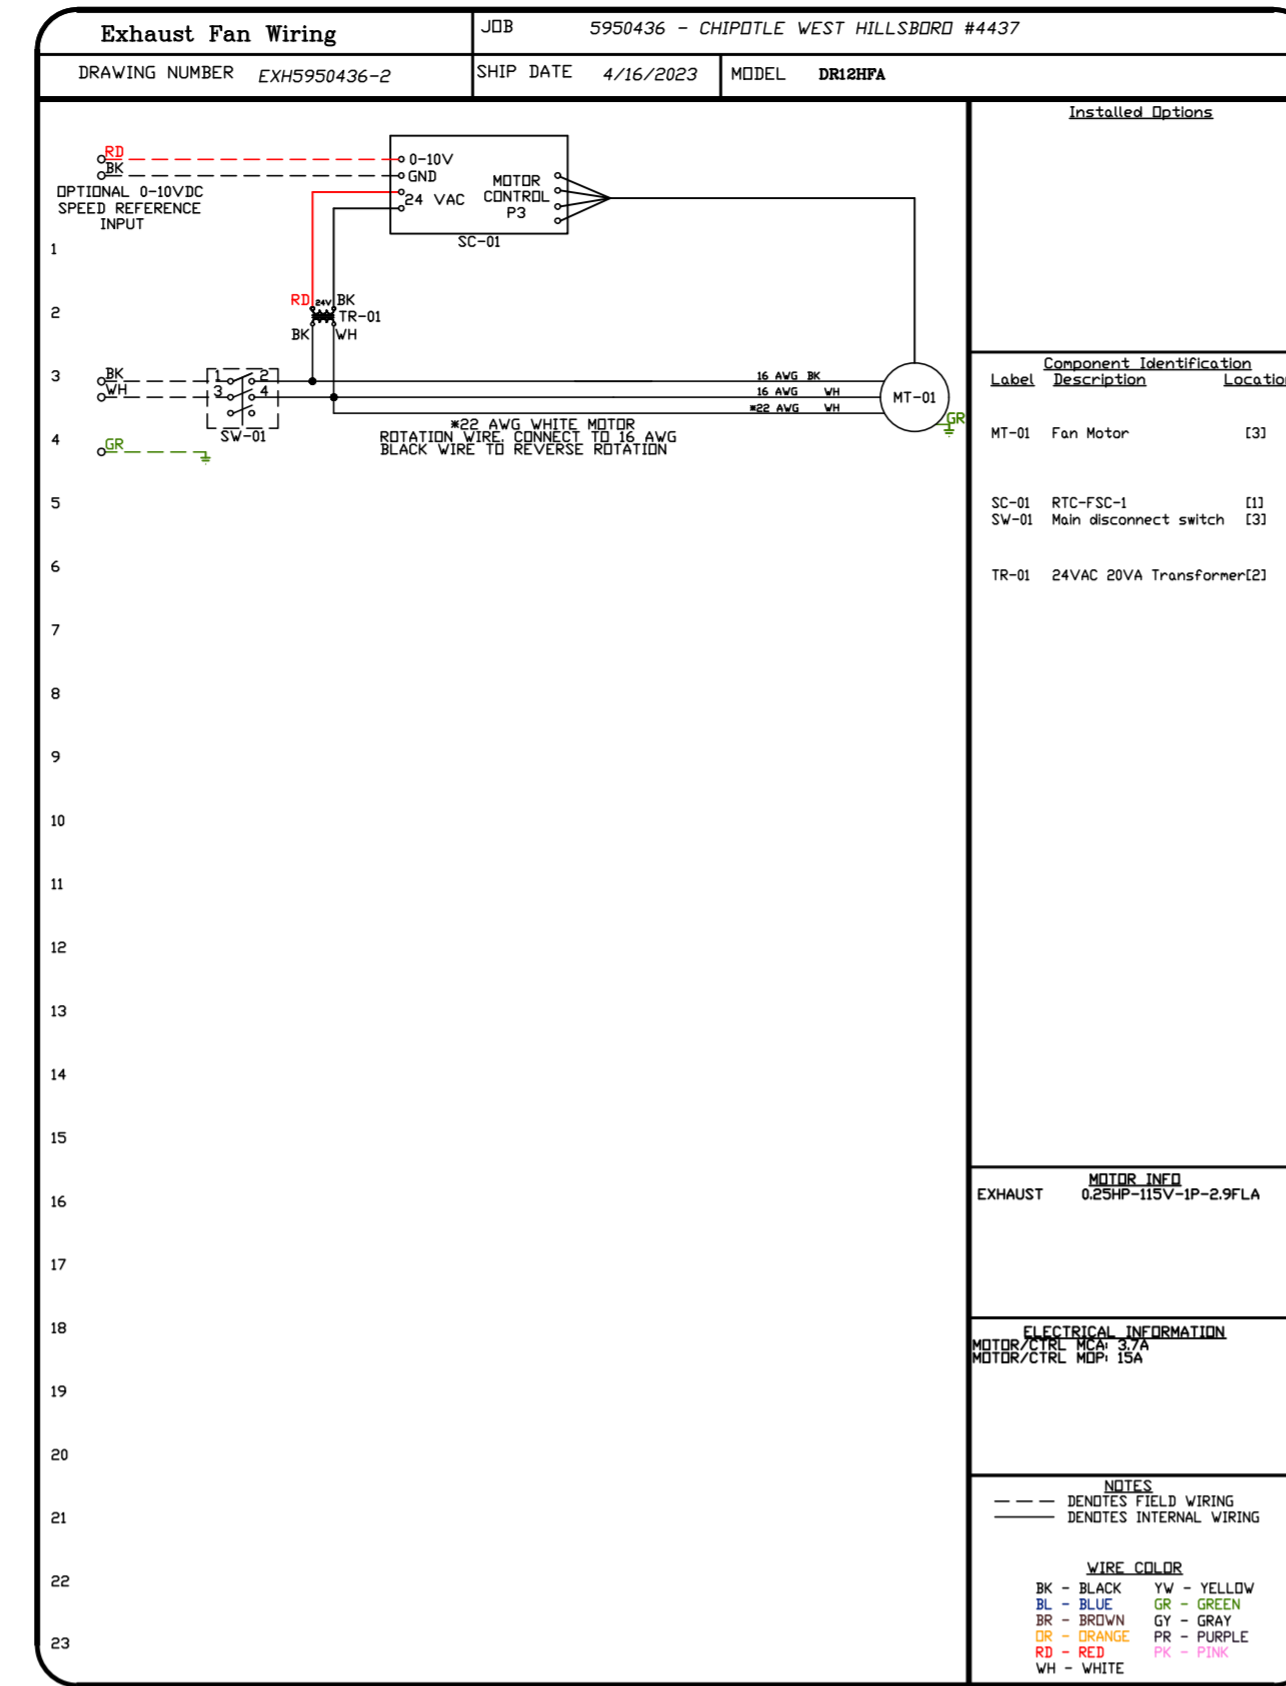 Exhaust Fan Wiring
JOB 5950436 - CHIPOTLE WEST HILLSBORO #4437
DRAWING NUMBER EXH5950436-2
SHIP DATE 4/16/2023
MODEL DR12HFA
RD
BK
OPTIONAL 0-10VDC
SPEED REFERENCE
INPUT
0-10V
GND
24 VAC
MOTOR
CONTROL
P3
SC-01
RD 24V BK
TR-01
BK WH
BK
WH
1 2
3 4
SW-01
GR
16 AWG BK
16 AWG WH
*22 AWG WH
MT-01
GR
*22 AWG WHITE MOTOR
ROTATION WIRE. CONNECT TO 16 AWG
BLACK WIRE TO REVERSE ROTATION
1
2
3
4
5
6
7
8
9
10
11
12
13
14
15
16
17
18
19
20
21
22
23
Installed Options
Component Identification
Label Description Location
MT-01 Fan Motor [3]
SC-01 RTC-FSC-1 [1]
SW-01 Main disconnect switch [3]
TR-01 24VAC 20VA Transformer[2]
MOTOR INFO
EXHAUST 0.25HP-115V-1P-2.9FLA
ELECTRICAL INFORMATION
MOTOR/CTRL MCA: 3.7A
MOTOR/CTRL MOP: 15A
NOTES
DENOTES FIELD WIRING
DENOTES INTERNAL WIRING
WIRE COLOR
BK - BLACK YW - YELLOW
BL - BLUE GR - GREEN
BR - BROWN GY - GRAY
OR - ORANGE PR - PURPLE
RD - RED PK - PINK
WH - WHITE